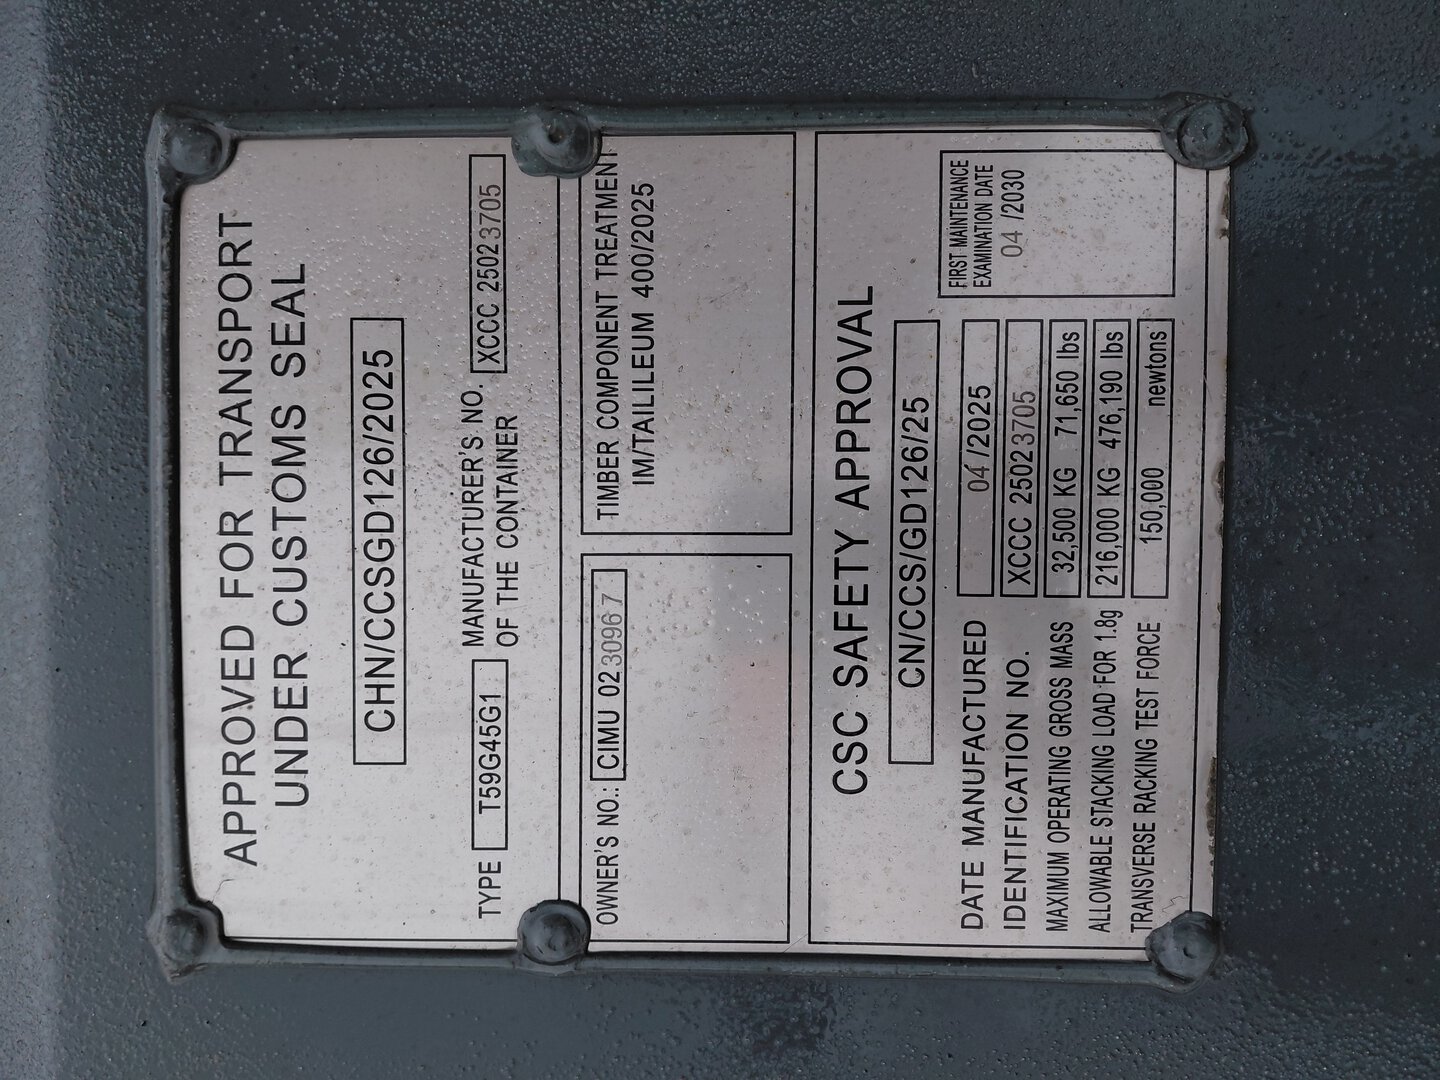 APPROVED FOR TRANSPORT
UNDER CUSTOMS SEAL
CHN/CCSGD126/2025
TYPE T59G45G1
MANUFACTURER'S NO. XCCC 25023705
OF THE CONTAINER
OWNER'S NO.: CIMU 023096 7
TIMBER COMPONENT TREATMENT
IM/TAILILEUM 400/2025
CSC SAFETY APPROVAL
CN/CCS/GD126/25
DATE MANUFACTURED 04 /2025
IDENTIFICATION NO. XCCC 25023705
MAXIMUM OPERATING GROSS MASS 32,500 KG 71,650 lbs
ALLOWABLE STACKING LOAD FOR 1.8g 216,000 KG 476,190 lbs
TRANSVERSE RACKING TEST FORCE 150,000 newtons
FIRST MAINTENANCE
EXAMINATION DATE
04 /2030